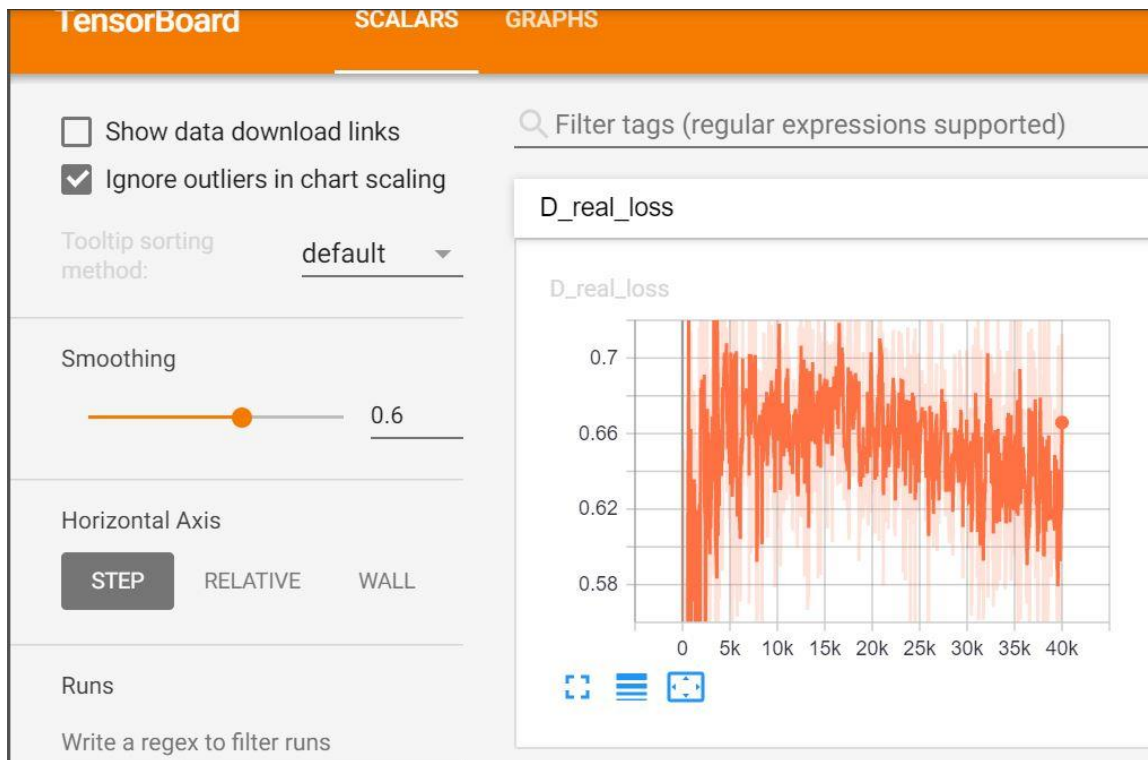 TensorBoard
SCALARS
GRAPHS
Show data download links
Ignore outliers in chart scaling
Tooltip sorting
method:
default
Smoothing
0.6
Horizontal Axis
STEP
RELATIVE
WALL
Runs
Write a regex to filter runs
Filter tags (regular expressions supported)
D_real_loss
D_real_loss
0.7
0.66
0.62
0.58
0 5k 10k 15k 20k 25k 30k 35k 40k